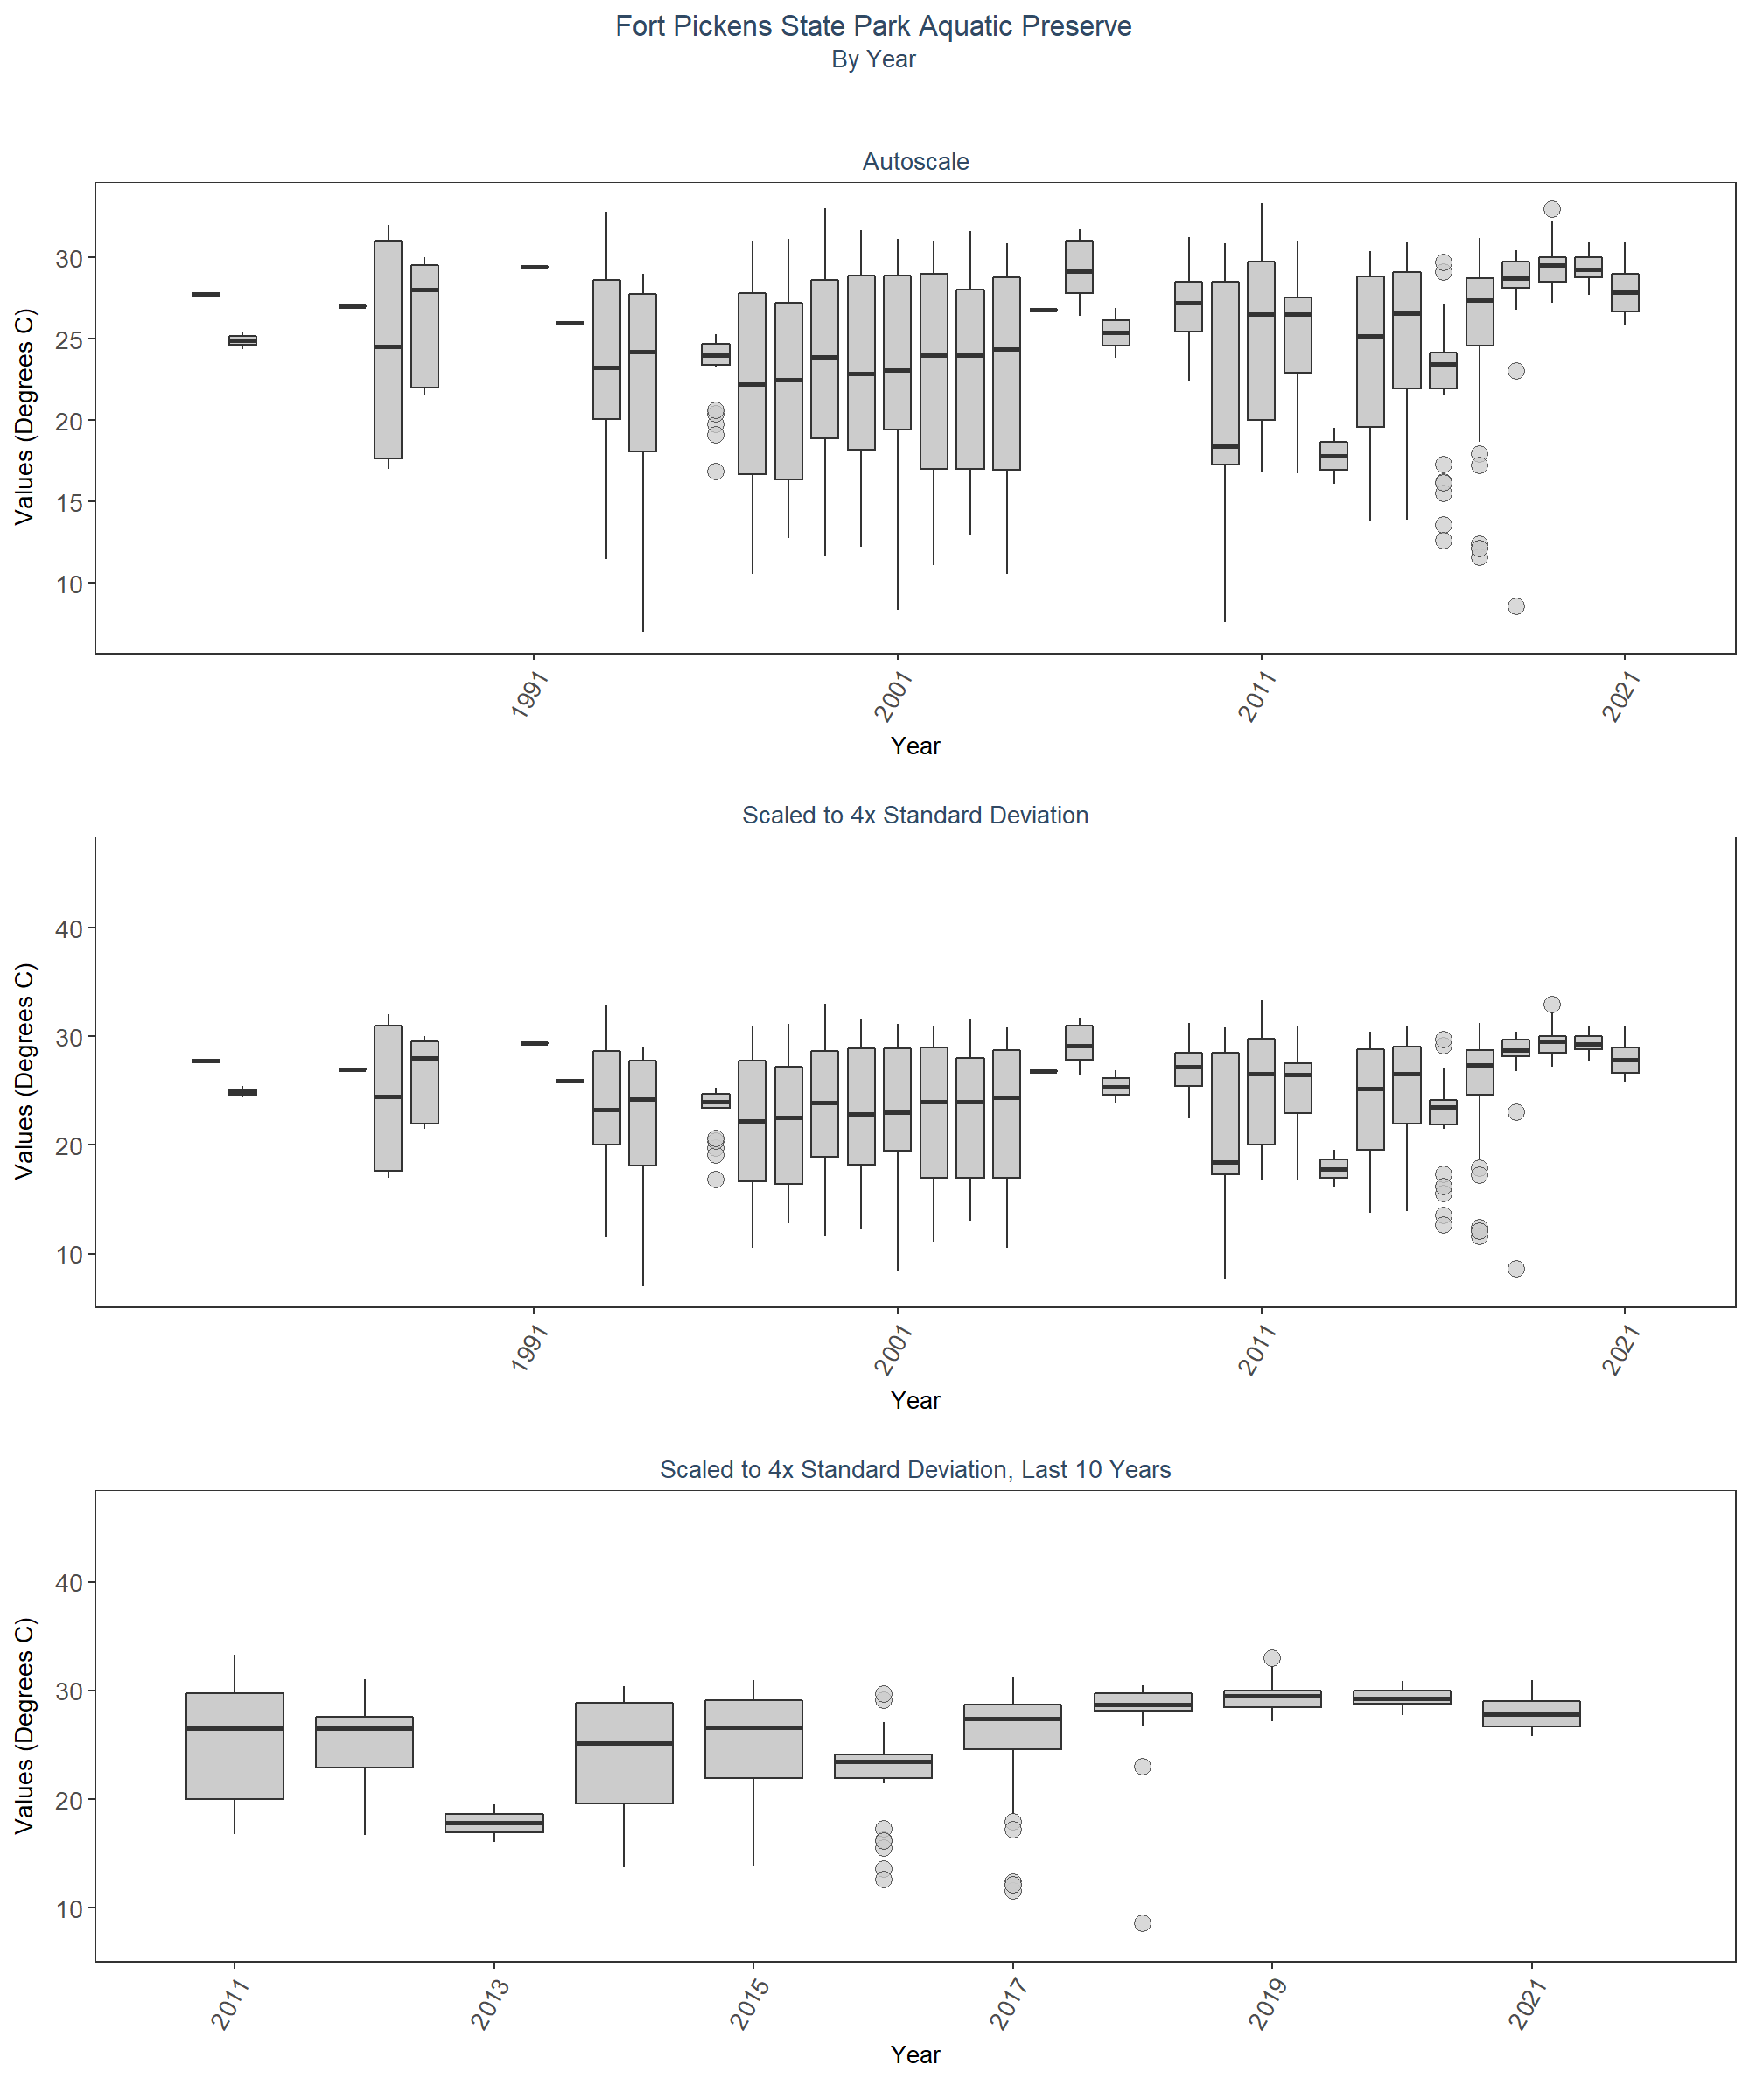 Fort Pickens State Park Aquatic Preserve
By Year
Autoscale
Values (Degrees C)
30
25
20
15
10
1991
2001
2011
2021
Year
Scaled to 4x Standard Deviation
Values (Degrees C)
40
30
20
10
1991
2001
2011
2021
Year
Scaled to 4x Standard Deviation, Last 10 Years
Values (Degrees C)
40
30
20
10
2011
2013
2015
2017
2019
2021
Year